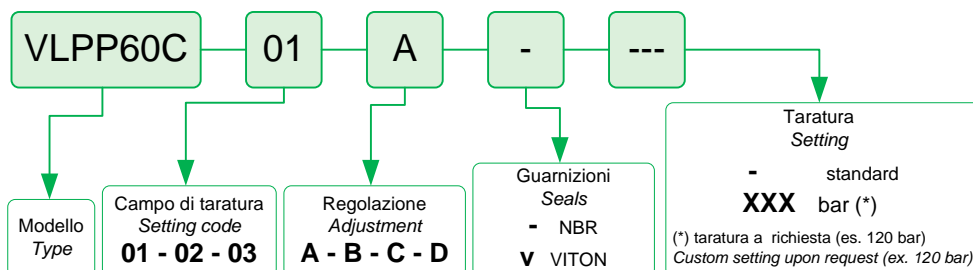 VLPP60C 01 A - ---
Modello
Type
Campo di taratura
Setting code
01 - 02 - 03
Regolazione
Adjustment
A - B - C - D
Guarnizioni
Seals
- NBR
V VITON
Taratura
Setting
- standard
XXX bar (*)
(*) taratura a richiesta (es. 120 bar)
Custom setting upon request (ex. 120 bar)